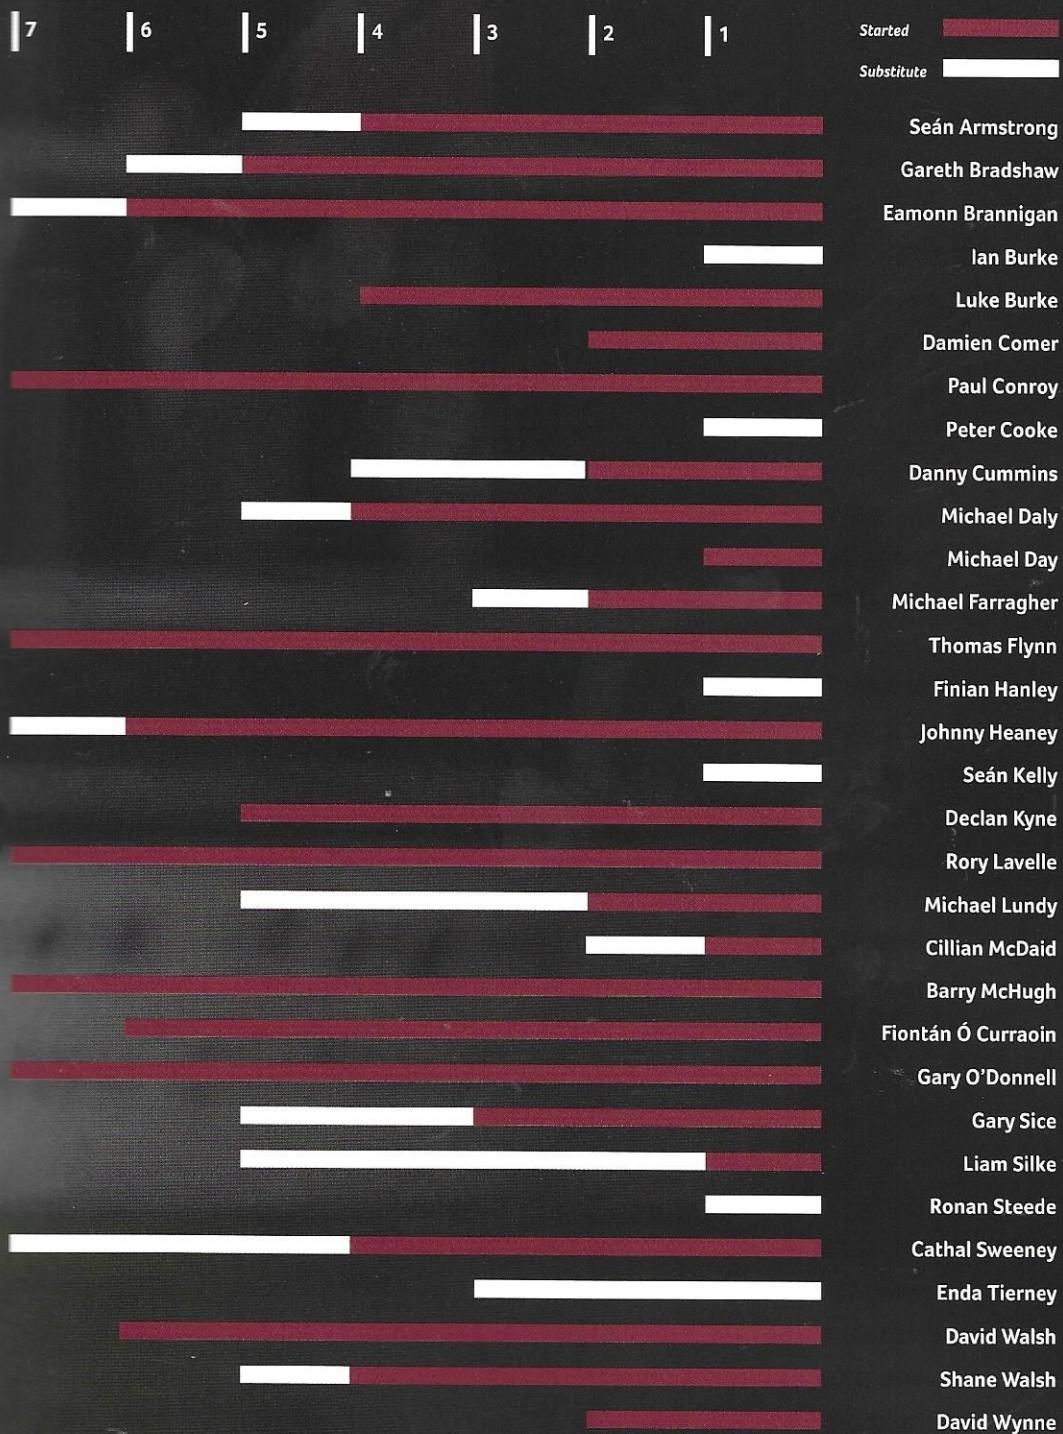 7 6 5 4 3 2 1
Started
Substitute
Seán Armstrong
Gareth Bradshaw
Eamonn Brannigan
Ian Burke
Luke Burke
Damien Comer
Paul Conroy
Peter Cooke
Danny Cummins
Michael Daly
Michael Day
Michael Farragher
Thomas Flynn
Finian Hanley
Johnny Heaney
Seán Kelly
Declan Kyne
Rory Lavelle
Michael Lundy
Cillian McDaid
Barry McHugh
Fiontán Ó Curraoin
Gary O'Donnell
Gary Sice
Liam Silke
Ronan Steede
Cathal Sweeney
Enda Tierney
David Walsh
Shane Walsh
David Wynne